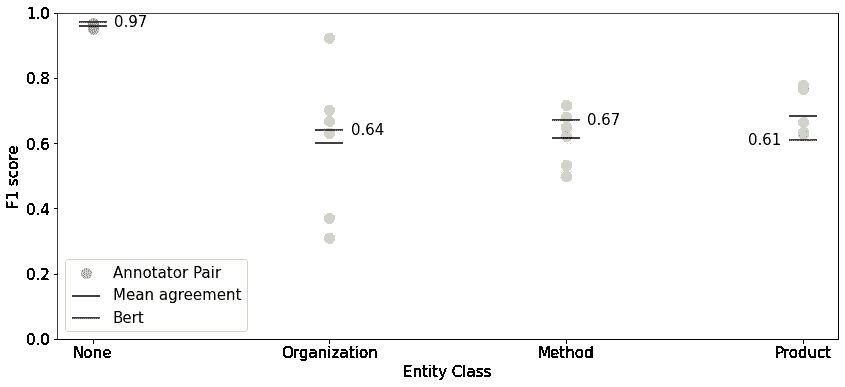 1.0
0.8
0.6
0.4
0.2
0.0
F1 score
0.97
0.64
0.67
0.61
Annotator Pair
Mean agreement
Bert
None
Organization
Method
Product
Entity Class